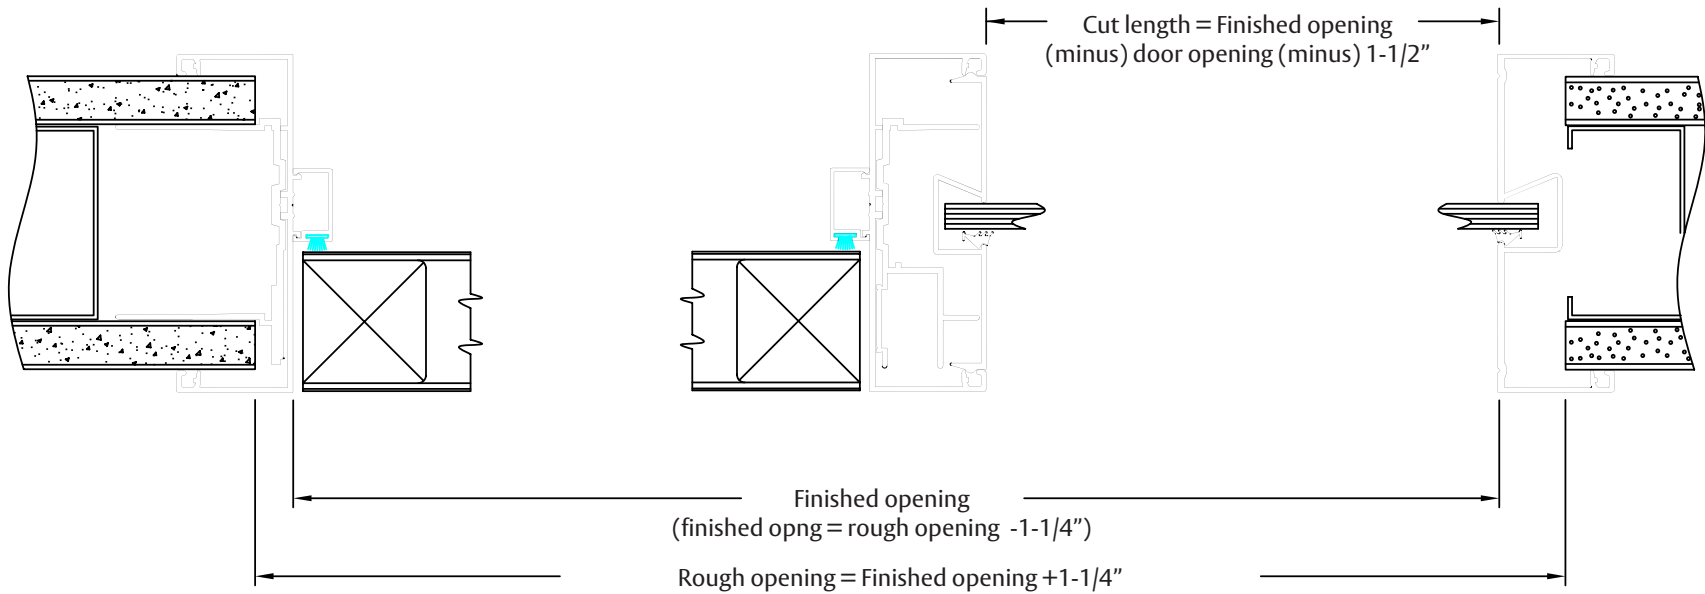 Cut length = Finished opening
(minus) door opening (minus) 1-1/2”
Finished opening
(finished opng = rough opening -1-1/4”)
Rough opening = Finished opening +1-1/4”